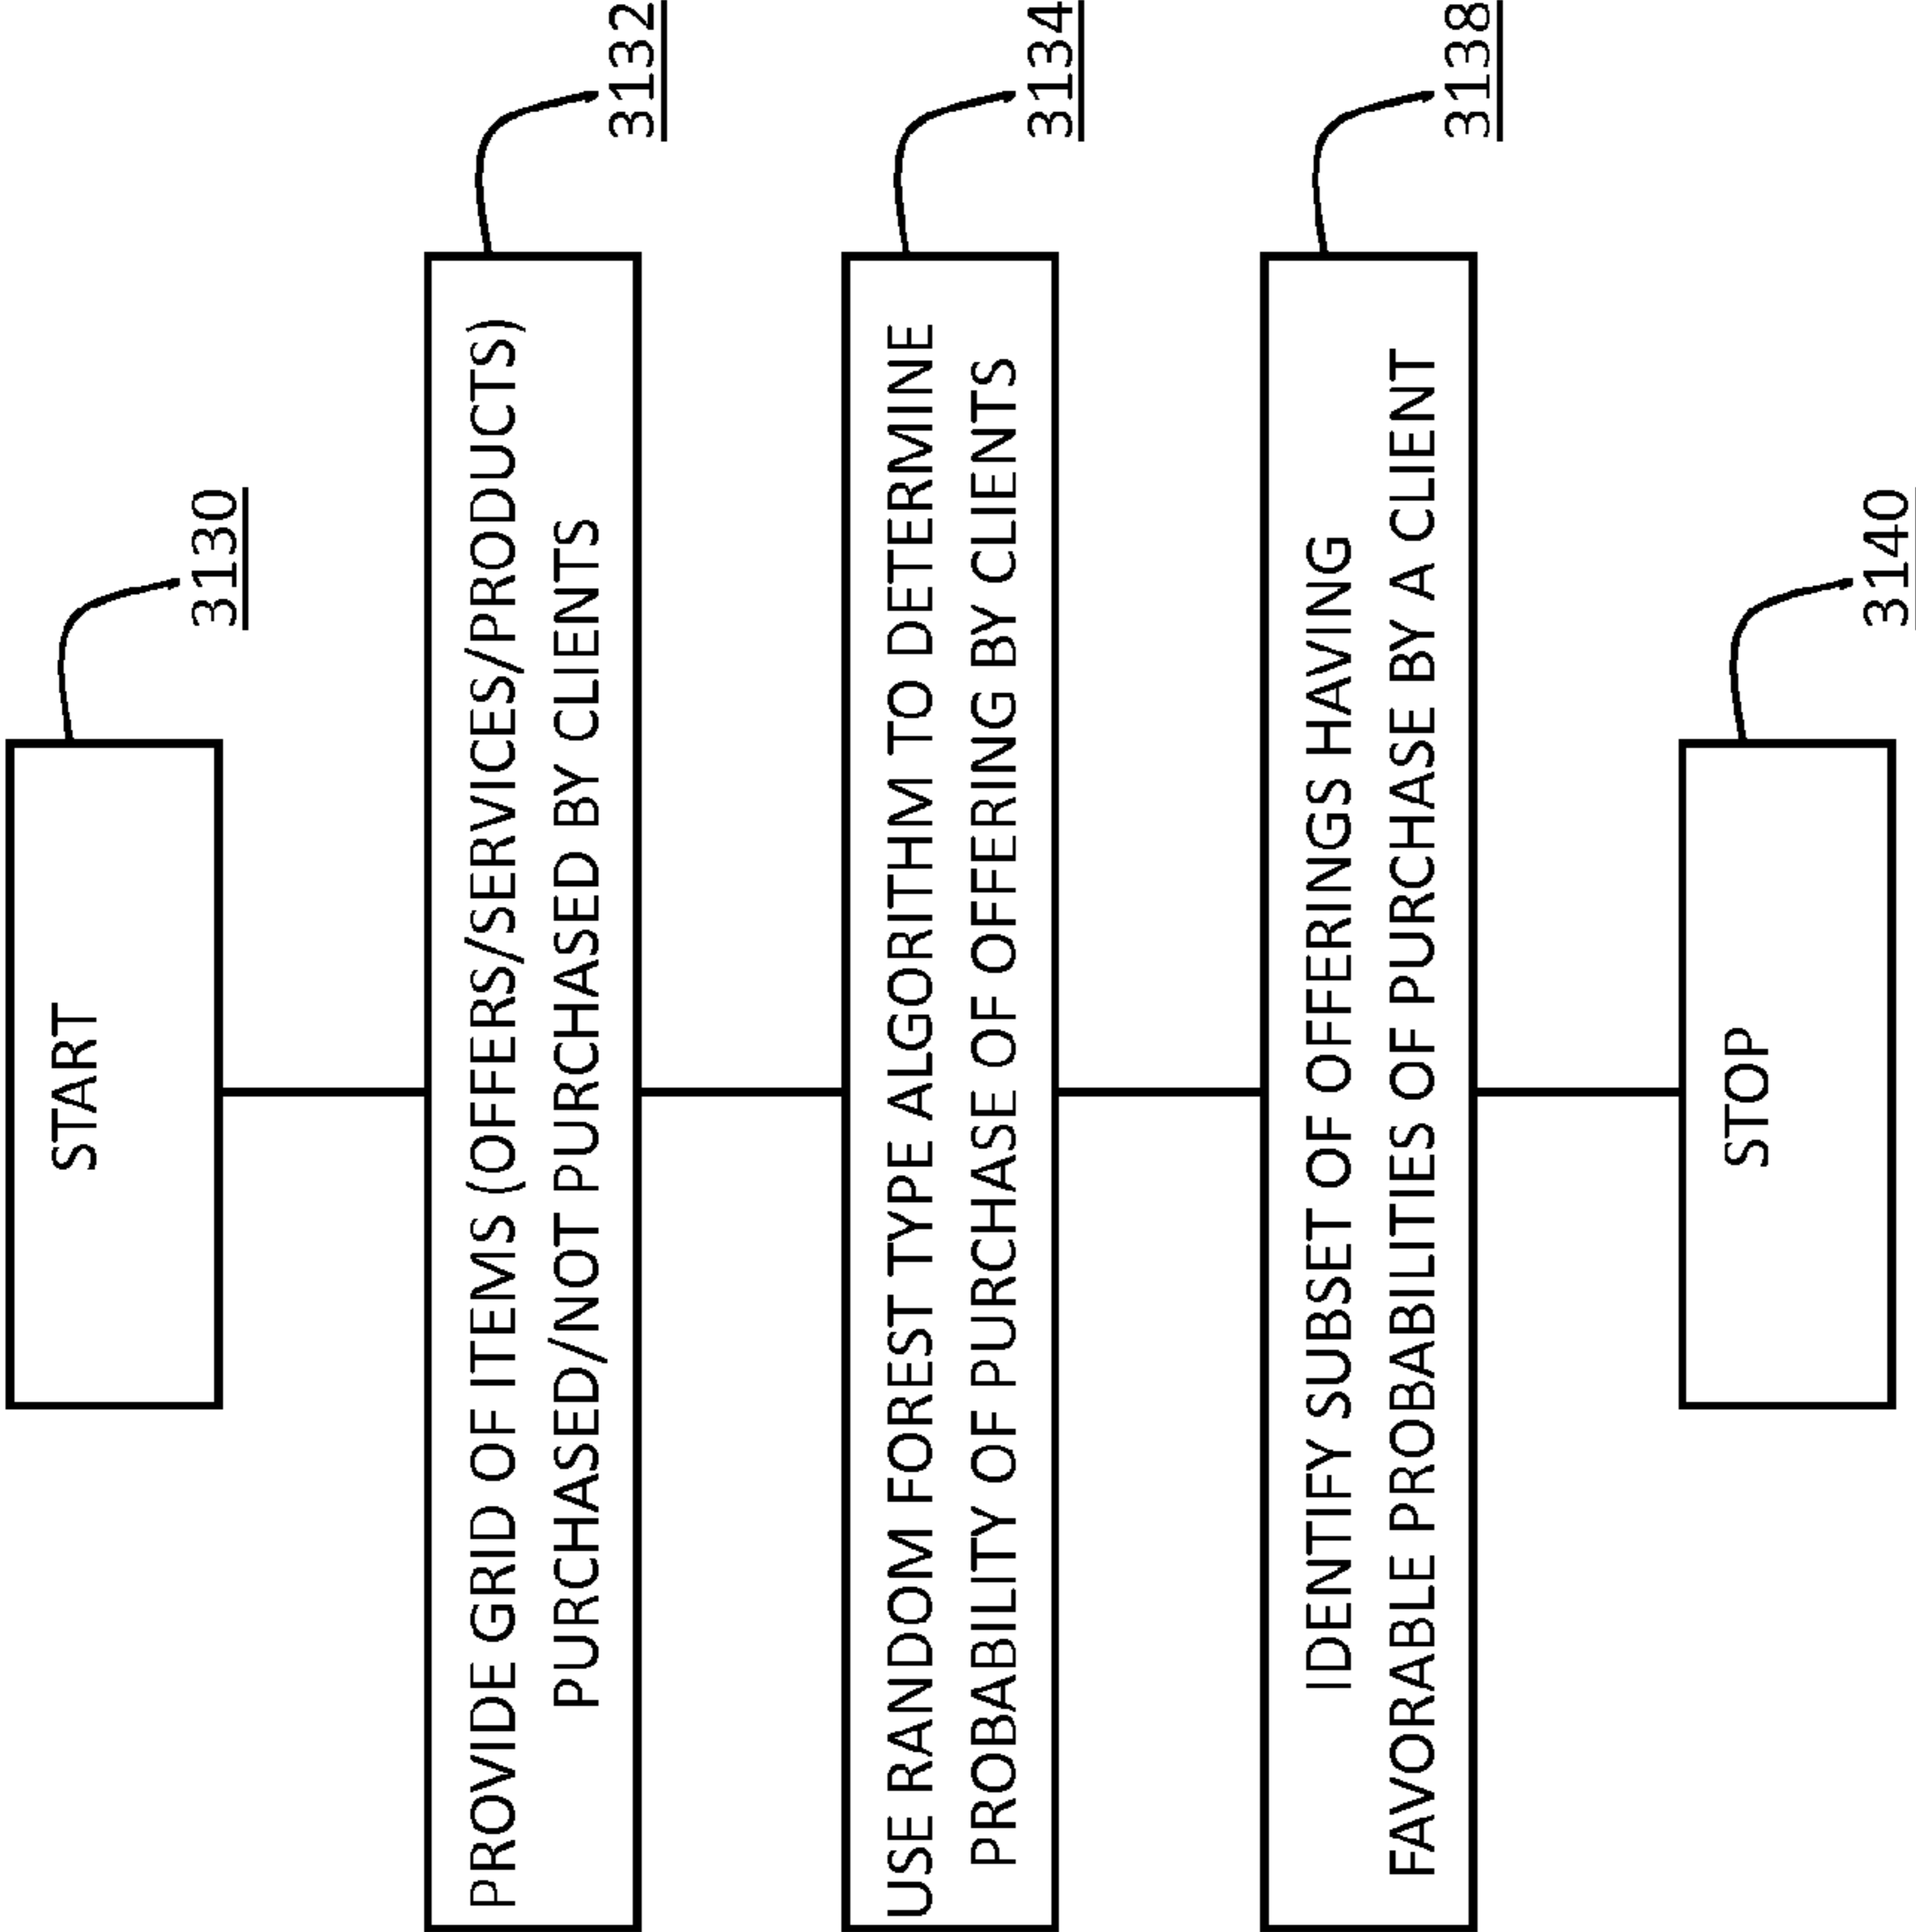 START
3130
PROVIDE GRID OF ITEMS (OFFERS/SERVICES/PRODUCTS)
PURCHASED/NOT PURCHASED BY CLIENTS
3132
USE RANDOM FOREST TYPE ALGORITHM TO DETERMINE
PROBABILITY OF PURCHASE OF OFFERING BY CLIENTS
3134
IDENTIFY SUBSET OF OFFERINGS HAVING
FAVORABLE PROBABILITIES OF PURCHASE BY A CLIENT
3138
STOP
3140